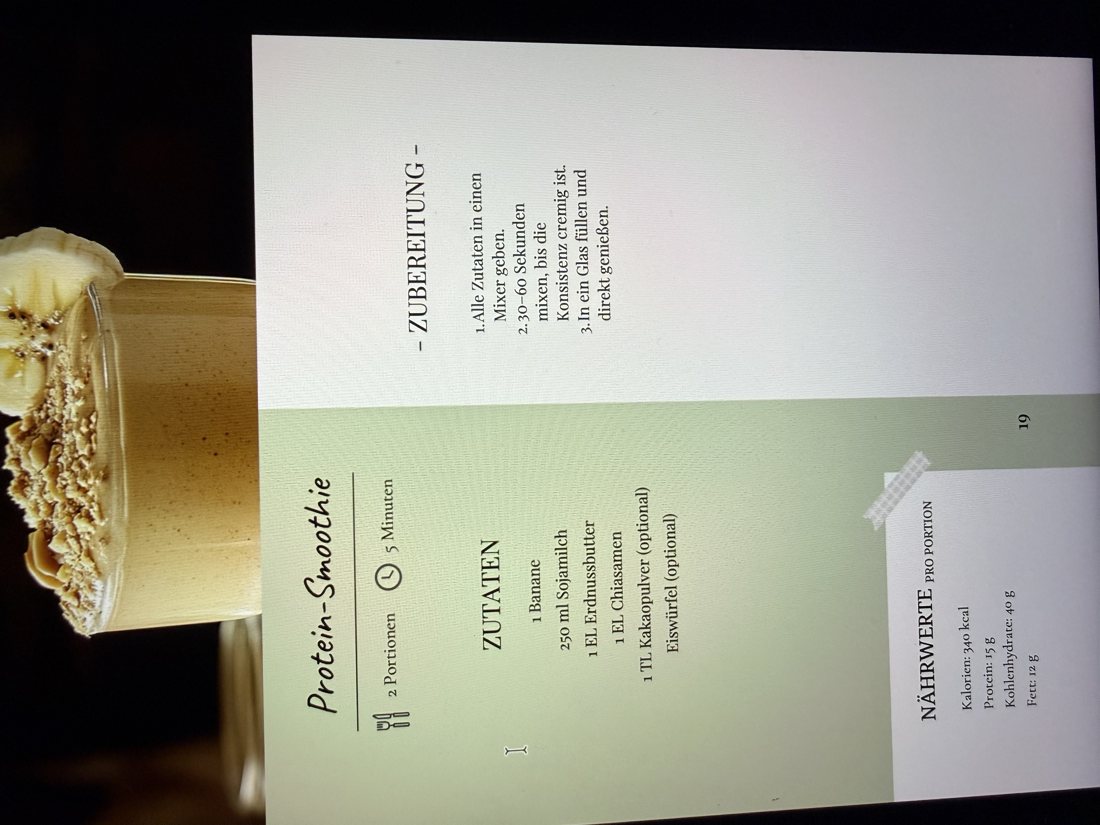 Protein-Smoothie
2 Portionen 5 Minuten
ZUTATEN
1 Banane
250 ml Sojamilch
1 EL Erdnussbutter
1 EL Chiasamen
1 TL Kakaopulver (optional)
Eiswürfel (optional)
- ZUBEREITUNG -
1. Alle Zutaten in einen
Mixer geben.
2. 30–60 Sekunden
mixen, bis die
Konsistenz cremig ist.
3. In ein Glas füllen und
direkt genießen.
NÄHRWERTE PRO PORTION
Kalorien: 340 kcal
Protein: 15 g
Kohlenhydrate: 40 g
Fett: 12 g
19